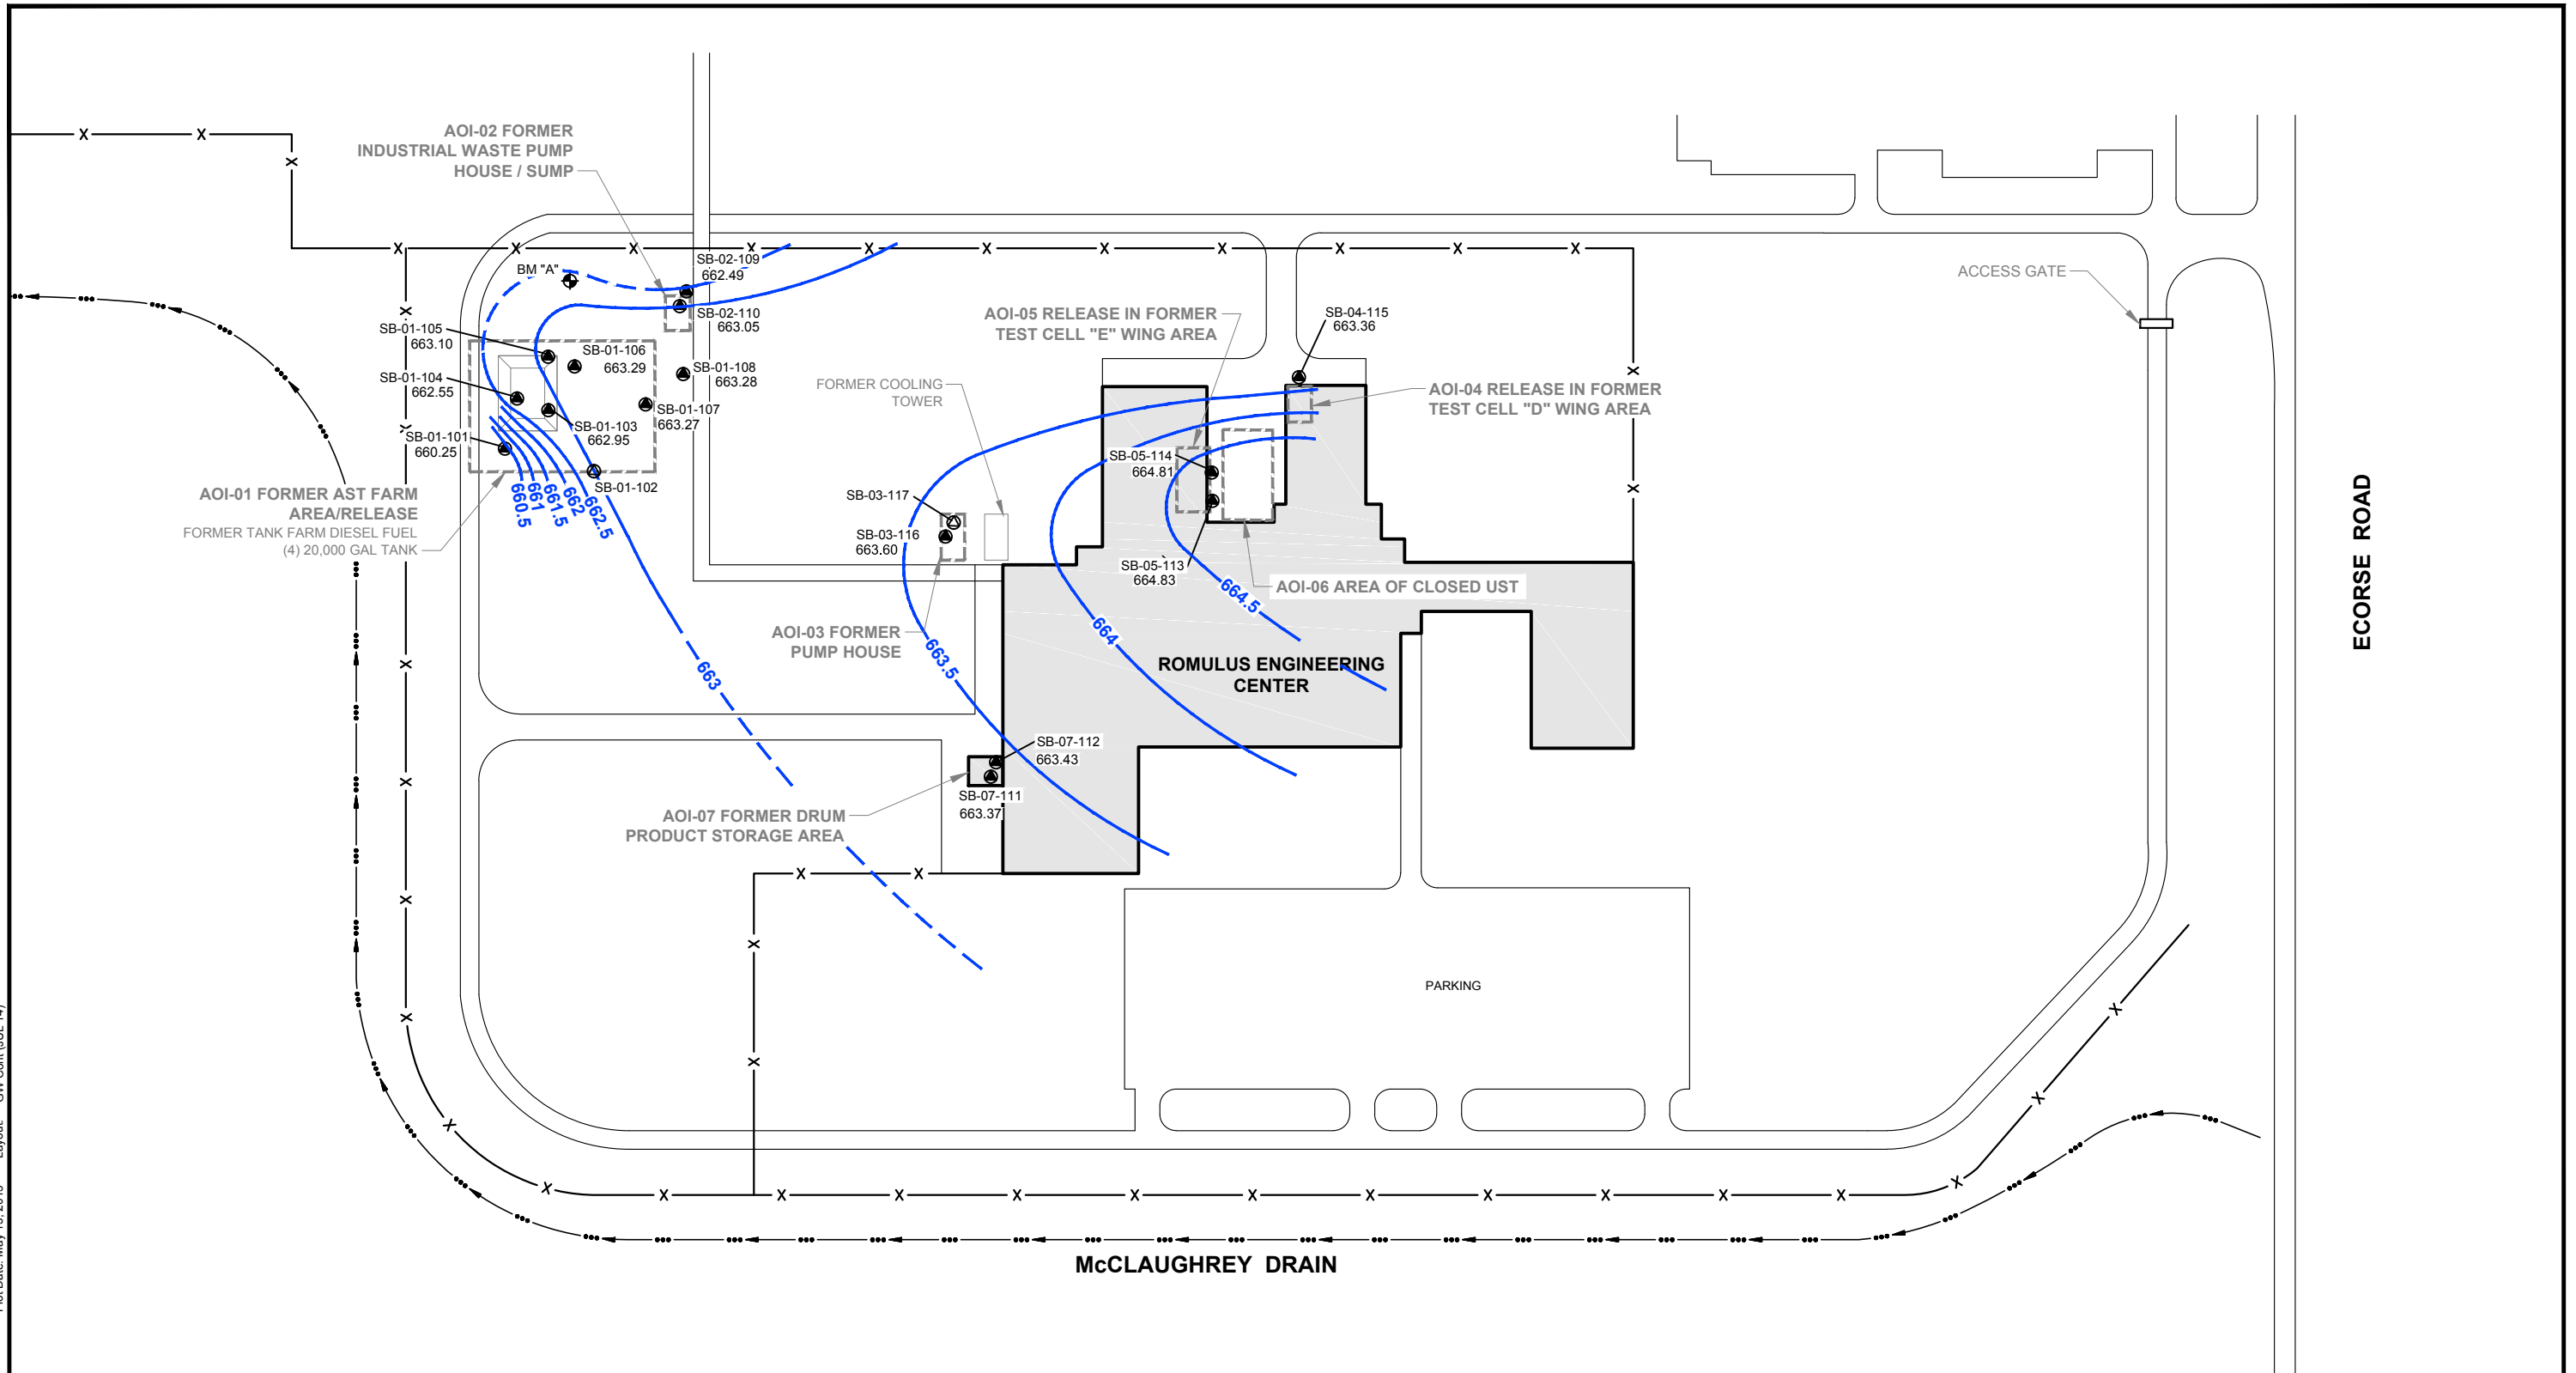 AOI-02 FORMER
INDUSTRIAL WASTE PUMP
HOUSE / SUMP
BM "A"
SB-02-109
662.49
SB-02-110
663.05
SB-01-105
663.10
SB-01-106
663.29
SB-01-108
663.28
SB-01-104
662.55
SB-01-107
663.27
SB-01-103
662.95
SB-01-101
660.25
SB-01-102
AOI-01 FORMER AST FARM
AREA/RELEASE
FORMER TANK FARM DIESEL FUEL
(4) 20,000 GAL TANK
660.5
661
661.5
662
662.5
663
663.5
664
664.5
FORMER COOLING
TOWER
SB-03-117
SB-03-116
663.60
AOI-03 FORMER
PUMP HOUSE
AOI-05 RELEASE IN FORMER
TEST CELL "E" WING AREA
SB-04-115
663.36
AOI-04 RELEASE IN FORMER
TEST CELL "D" WING AREA
SB-05-114
664.81
SB-05-113
664.83
AOI-06 AREA OF CLOSED UST
ROMULUS ENGINEERING
CENTER
SB-07-112
663.43
SB-07-111
663.37
AOI-07 FORMER DRUM
PRODUCT STORAGE AREA
ACCESS GATE
ECORSE ROAD
PARKING
McCLAUGHREY DRAIN